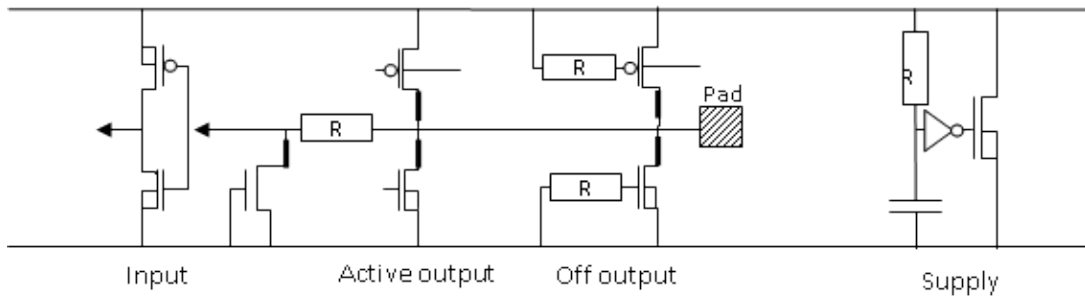 R
Pad
R
R
R
Input
Active output
Off output
Supply